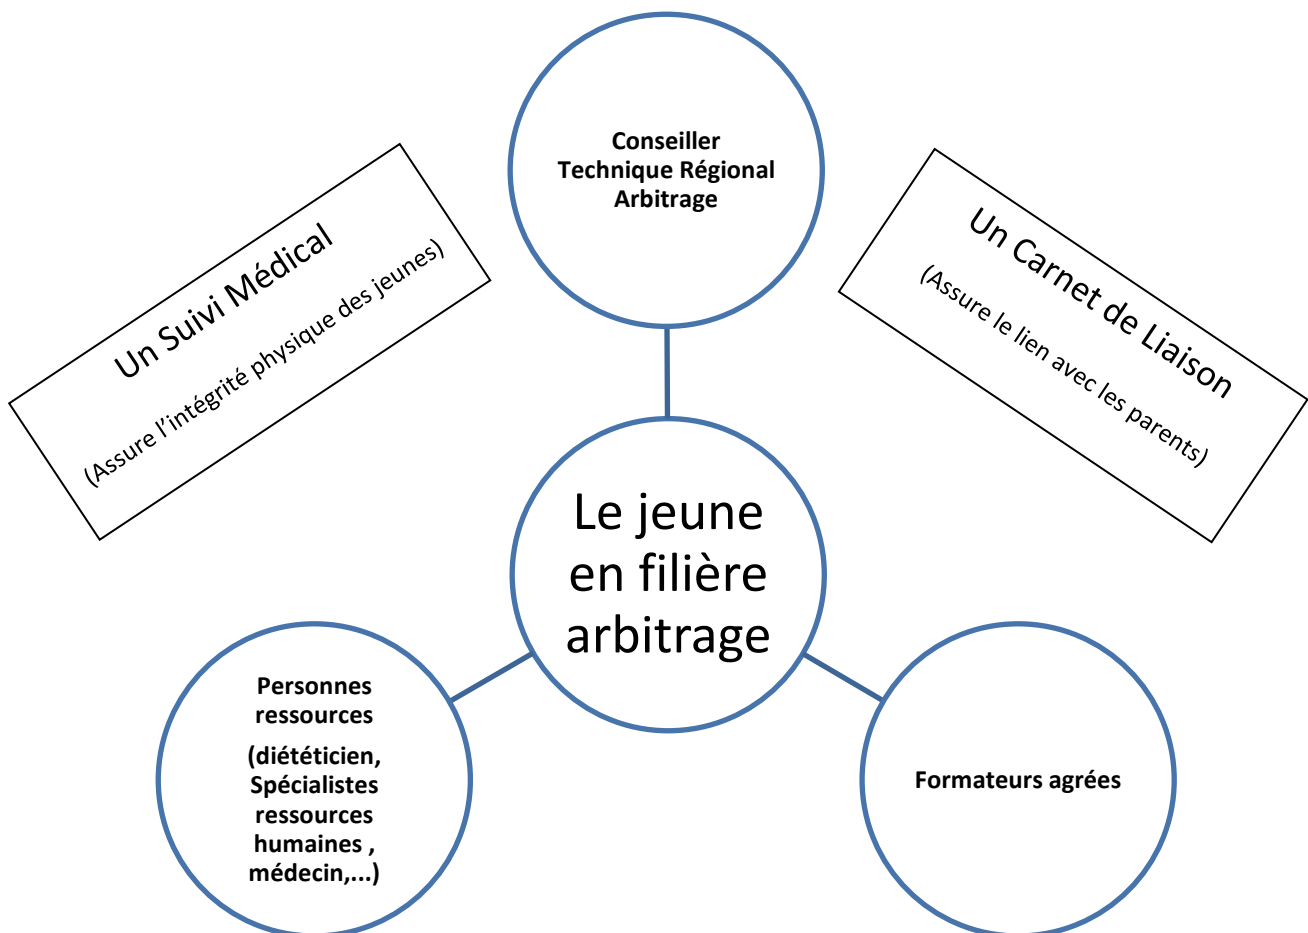 Conseiller
Technique Régional
Arbitrage
Un Suivi Médical
(Assure l'intégrité physique des jeunes)
Un Carnet de Liaison
(Assure le lien avec les parents)
Le jeune
en filière
arbitrage
Personnes
ressources
(diététicien,
Spécialistes
ressources
humaines ,
médecin,...)
Formateurs agrées